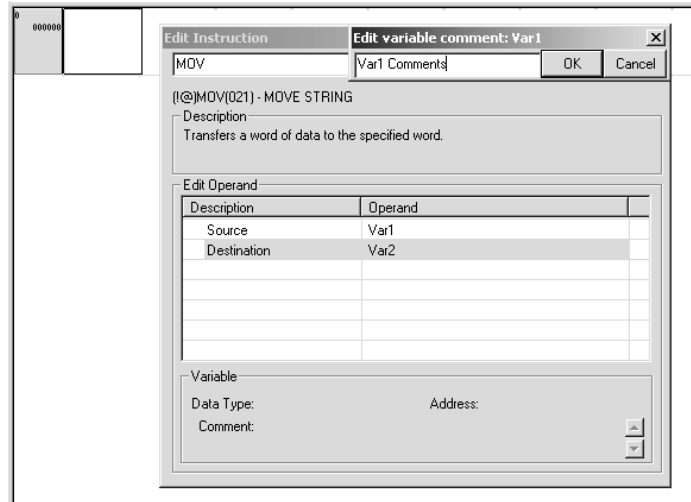 0
000000
Edit Instruction
Edit variable comment: Var1
MOV
Var1 Comments
OK
Cancel
(!@)MOV(021) - MOVE STRING
Description
Transfers a word of data to the specified word.
Edit Operand
Description Operand
Source Var1
Destination Var2
Variable
Data Type: Address:
Comment: